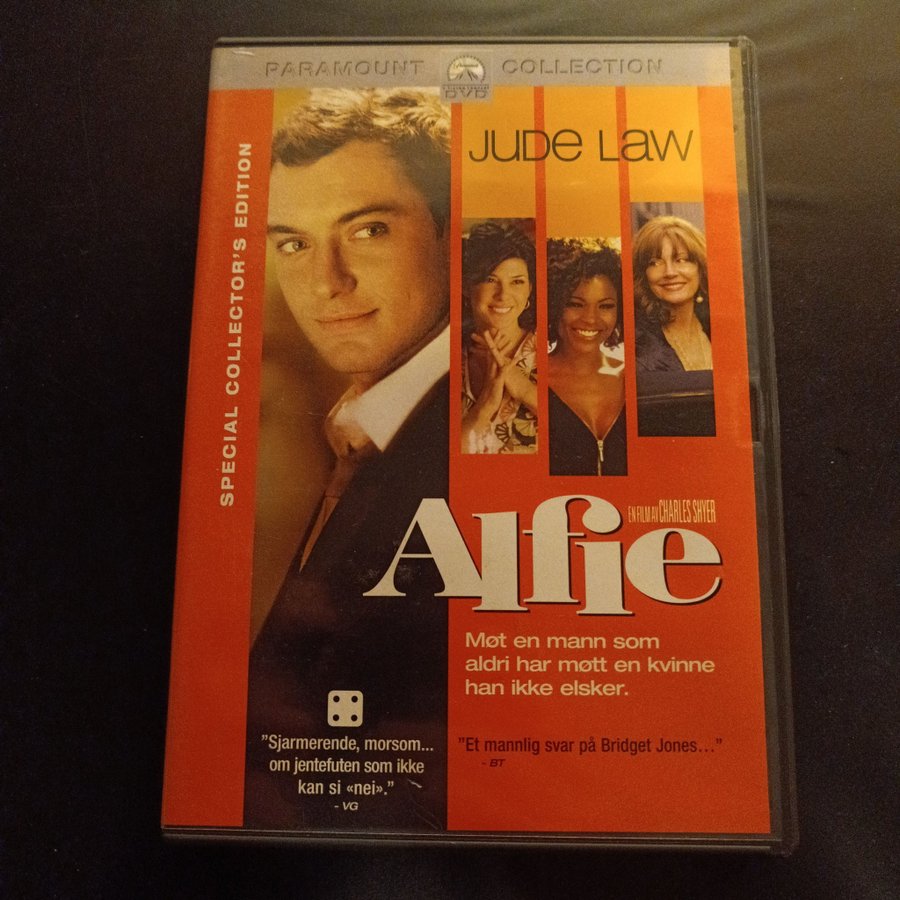 PARAMOUNT COLLECTION
Paramount
DVD
SPECIAL COLLECTOR'S EDITION
JUDE LAW
EN FILM AV CHARLES SHYER
Alfie
Møt en mann som
aldri har møtt en kvinne
han ikke elsker.
"Sjarmerende, morsom...
om jentefuten som ikke
kan si «nei»."
- VG
"Et mannlig svar på Bridget Jones..."
- BT